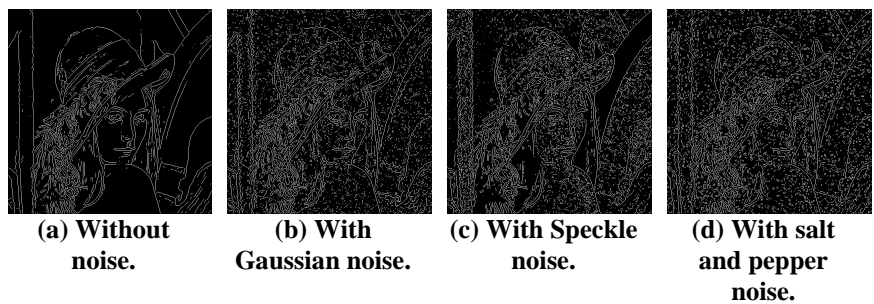 (a) Without
noise.
(b) With
Gaussian noise.
(c) With Speckle
noise.
(d) With salt
and pepper
noise.